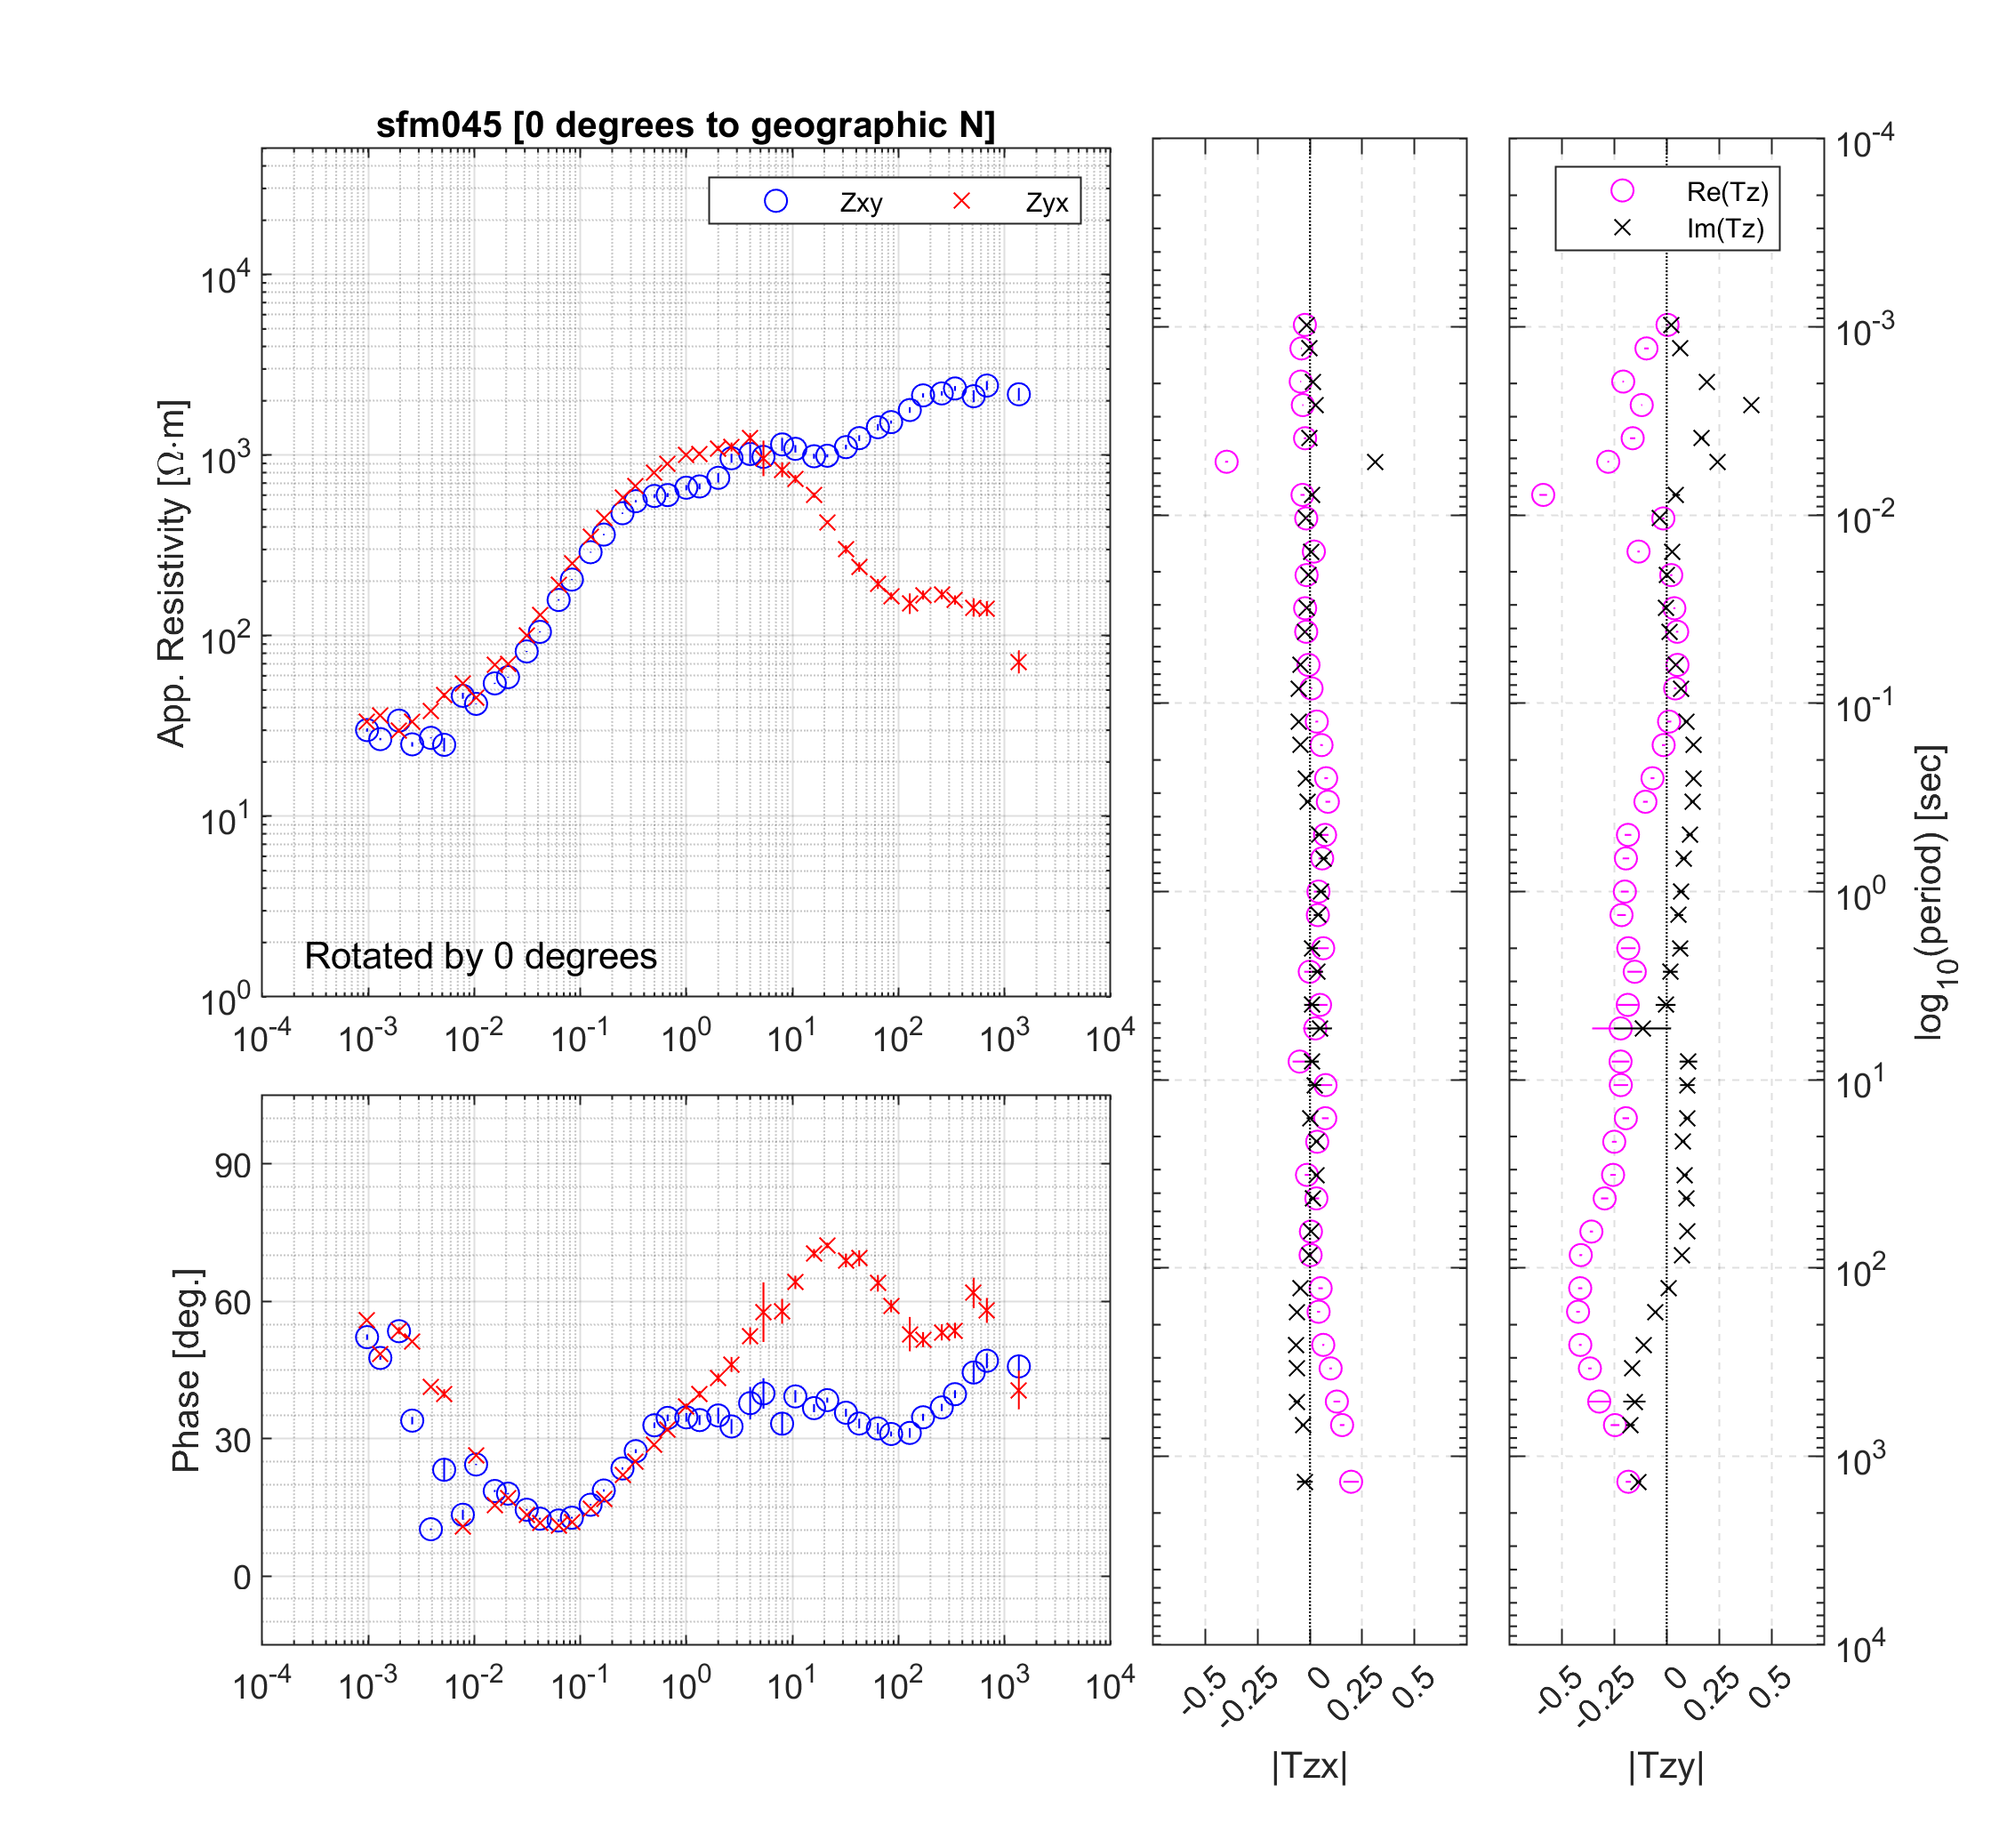 sfm045 [0 degrees to geographic N]
Zxy Zyx
App. Resistivity [Ω·m]
10^4
10^3
10^2
10^1
10^0
Rotated by 0 degrees
10^-4 10^-3 10^-2 10^-1 10^0 10^1 10^2 10^3 10^4
Phase [deg.]
90
60
30
0
10^-4 10^-3 10^-2 10^-1 10^0 10^1 10^2 10^3 10^4
-0.5 -0.25 0 0.25 0.5
|Tzx|
Re(Tz)
Im(Tz)
10^-4
10^-3
10^-2
10^-1
10^0
10^1
10^2
10^3
10^4
log10(period) [sec]
-0.5 -0.25 0 0.25 0.5
|Tzy|